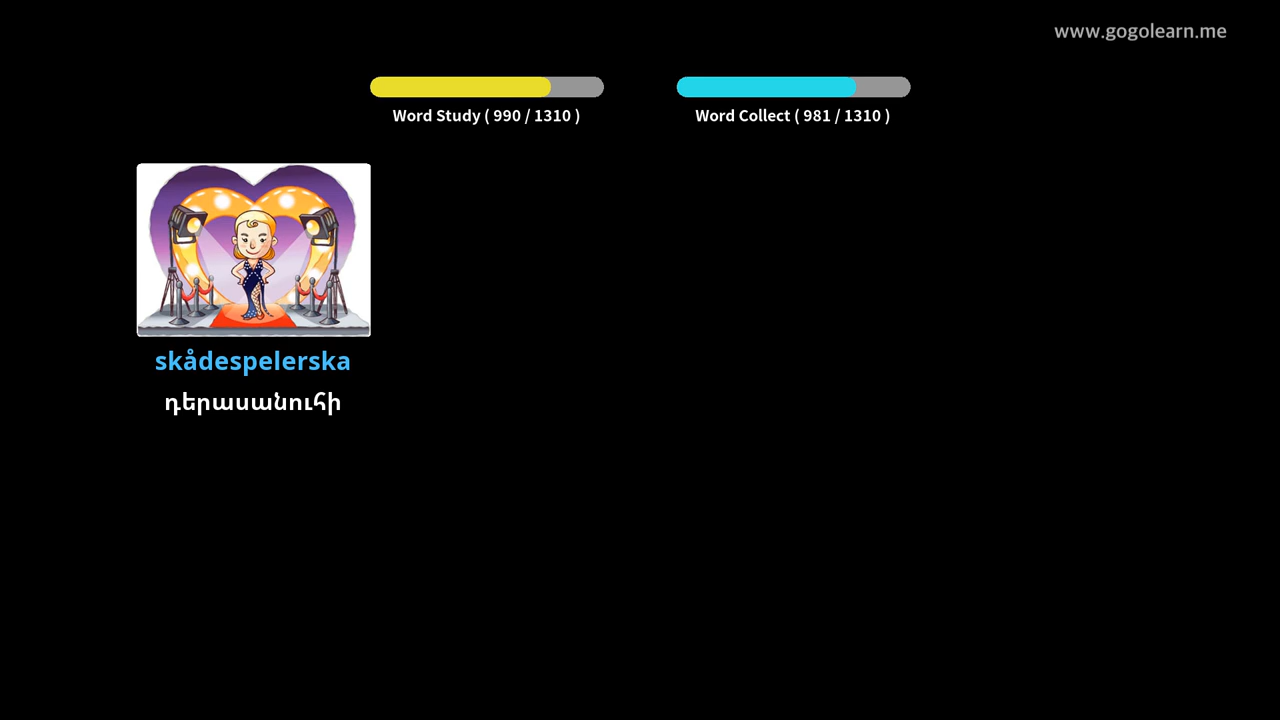 www.gogolearn.me
Word Study ( 990 / 1310 )
Word Collect ( 981 / 1310 )
skådespelerska
դերասանուհի